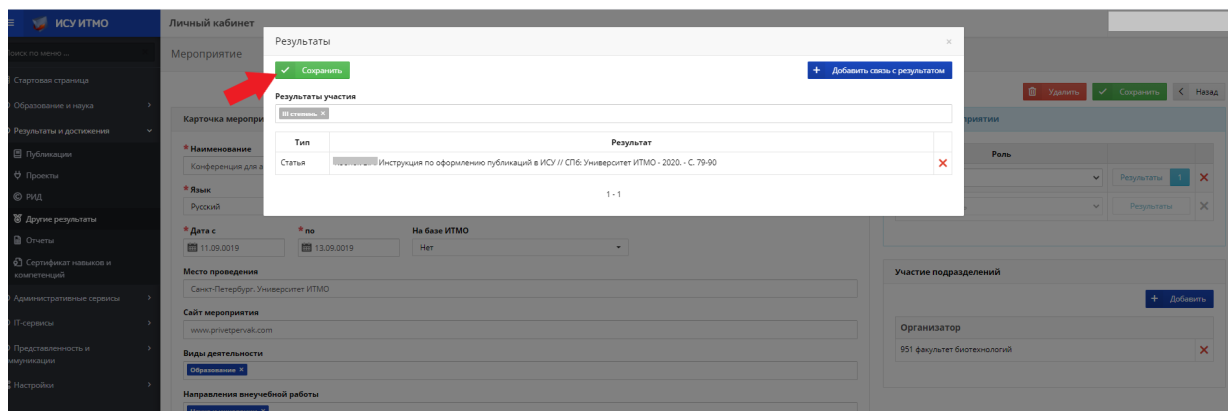 ИСУ ИТМО
Личный кабинет
Мероприятие
Стартовая страница
Образование и наука
Результаты и достижения
Публикации
Проекты
РИД
Другие результаты
Отчеты
Сертификат навыков и
компетенций
Административные сервисы
IT-сервисы
Представленность и
Настройки
Результаты ×
Сохранить
+ Добавить связь с результатом
Результаты участия
III степень ×
Тип Результат
Статья Инструкция по оформлению публикаций в ИСУ // СПб: Университет ИТМО - 2020. - С. 79-90
1 - 1
Удалить Сохранить Назад
Карточка
* Наименование
Конференция для
* Язык
Русский
* Дата с * по На базе ИТМО
11.09.0019 13.09.0019 Нет
Место проведения
Санкт-Петербург. Университет ИТМО
Сайт мероприятия
www.privetpervak.com
Виды деятельности
Образование ×
Направления внеучебной работы
Роль
Результаты 1
Результаты
Участие подразделений
+ Добавить
Организатор
951 факультет биотехнологий